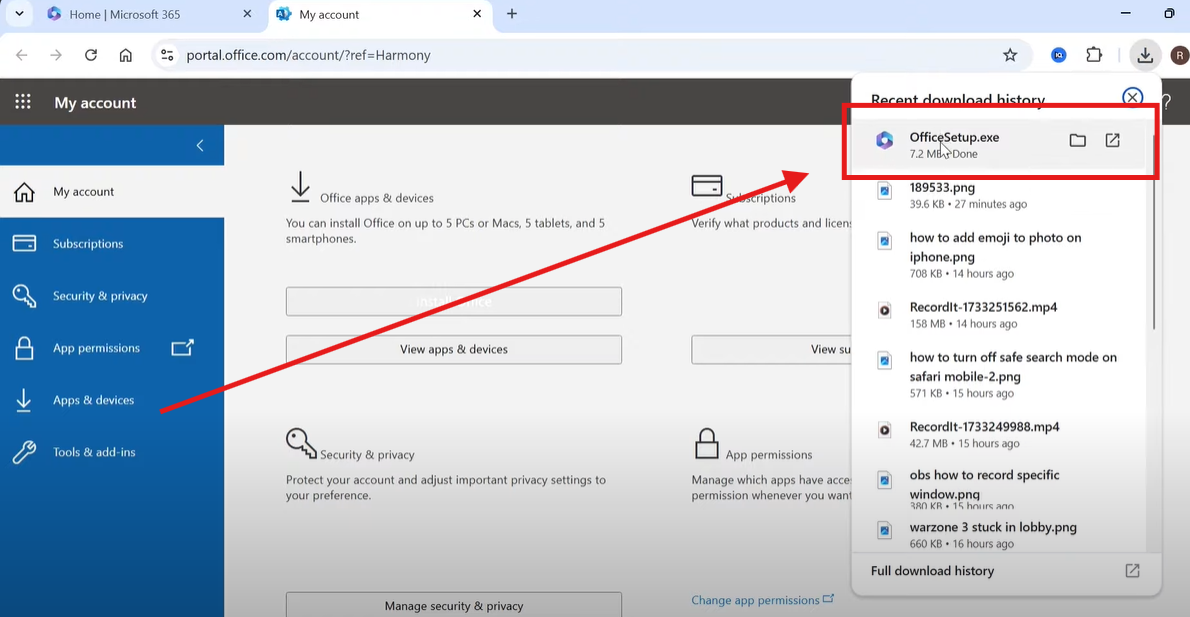 Home | Microsoft 365
My account
portal.office.com/account/?ref=Harmony
R
My account
?
Recent download history
OfficeSetup.exe
7.2 MB • Done
189533.png
39.6 KB • 27 minutes ago
how to add emoji to photo on
iphone.png
708 KB • 14 hours ago
RecordIt-1733251562.mp4
158 MB • 14 hours ago
how to turn off safe search mode on
safari mobile-2.png
571 KB • 15 hours ago
RecordIt-1733249988.mp4
42.7 MB • 15 hours ago
obs how to record specific
window.png
380 KB • 15 hours ago
warzone 3 stuck in lobby.png
660 KB • 16 hours ago
Full download history
My account
Subscriptions
Security & privacy
App permissions
Apps & devices
Tools & add-ins
Office apps & devices
You can install Office on up to 5 PCs or Macs, 5 tablets, and 5
smartphones.
Install Office
View apps & devices
Subscriptions
Verify what products and licens
View su
Security & privacy
Protect your account and adjust important privacy settings to
your preference.
Manage security & privacy
App permissions
Manage which apps have acce
permission whenever you want
Change app permissions